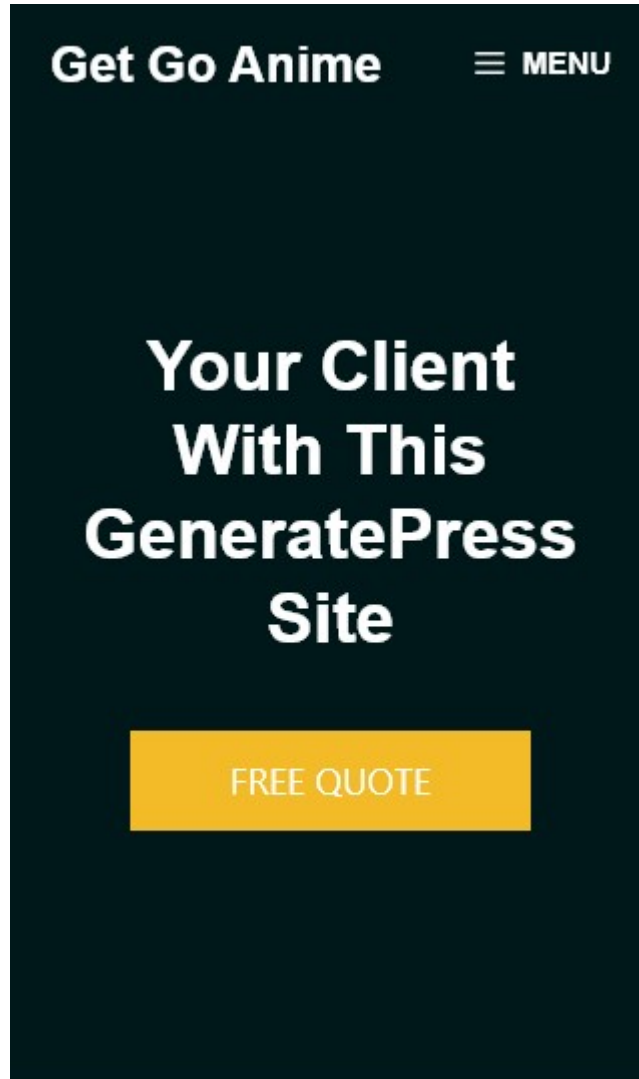 Get Go Anime MENU
Your Client
With This
GeneratePress
Site
FREE QUOTE